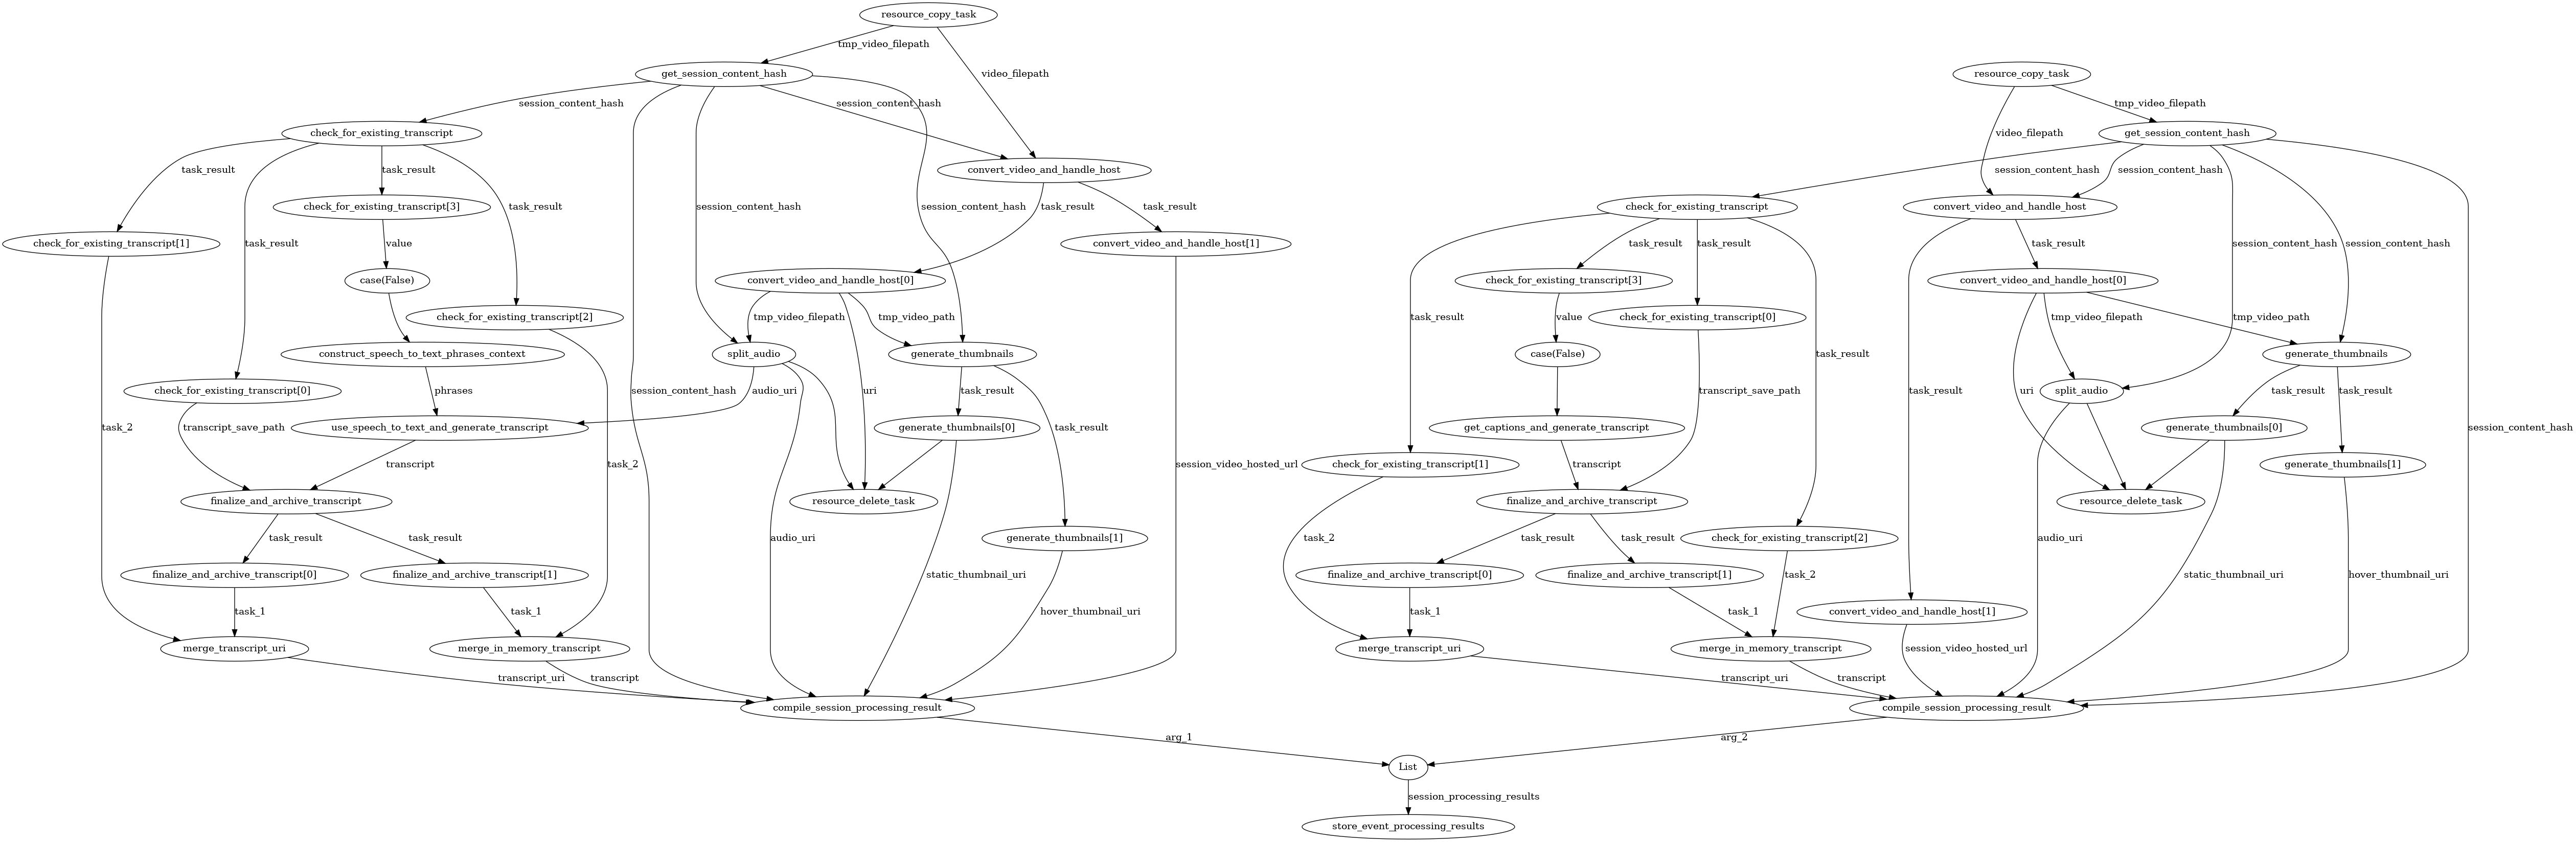 resource_copy_task
tmp_video_filepath
video_filepath
get_session_content_hash
resource_copy_task
session_content_hash
session_content_hash
tmp_video_filepath
check_for_existing_transcript
video_filepath
get_session_content_hash
task_result
task_result
convert_video_and_handle_host
session_content_hash
session_content_hash
check_for_existing_transcript[3]
task_result
session_content_hash
session_content_hash
task_result
task_result
check_for_existing_transcript
convert_video_and_handle_host
check_for_existing_transcript[1]
task_result
value
convert_video_and_handle_host[1]
task_result
task_result
task_result
session_content_hash
session_content_hash
case(False)
convert_video_and_handle_host[0]
check_for_existing_transcript[3]
convert_video_and_handle_host[0]
check_for_existing_transcript[2]
tmp_video_filepath
tmp_video_path
task_result
value
check_for_existing_transcript[0]
tmp_video_filepath
tmp_video_path
construct_speech_to_text_phrases_context
split_audio
generate_thumbnails
case(False)
task_result
generate_thumbnails
check_for_existing_transcript[0]
phrases
audio_uri
uri
task_result
transcript_save_path
task_result
uri
split_audio
task_result
task_result
session_content_hash
task_2
transcript_save_path
use_speech_to_text_and_generate_transcript
generate_thumbnails[0]
task_result
get_captions_and_generate_transcript
generate_thumbnails[0]
session_content_hash
transcript
task_2
session_video_hosted_url
check_for_existing_transcript[1]
transcript
generate_thumbnails[1]
finalize_and_archive_transcript
resource_delete_task
finalize_and_archive_transcript
resource_delete_task
task_result
task_result
audio_uri
generate_thumbnails[1]
task_2
task_result
task_result
check_for_existing_transcript[2]
audio_uri
finalize_and_archive_transcript[0]
finalize_and_archive_transcript[1]
static_thumbnail_uri
finalize_and_archive_transcript[0]
finalize_and_archive_transcript[1]
task_2
static_thumbnail_uri
hover_thumbnail_uri
task_1
task_1
hover_thumbnail_uri
task_1
task_1
convert_video_and_handle_host[1]
merge_transcript_uri
merge_in_memory_transcript
merge_transcript_uri
merge_in_memory_transcript
session_video_hosted_url
transcript_uri
transcript
transcript_uri
transcript
compile_session_processing_result
compile_session_processing_result
arg_1
arg_2
List
session_processing_results
store_event_processing_results